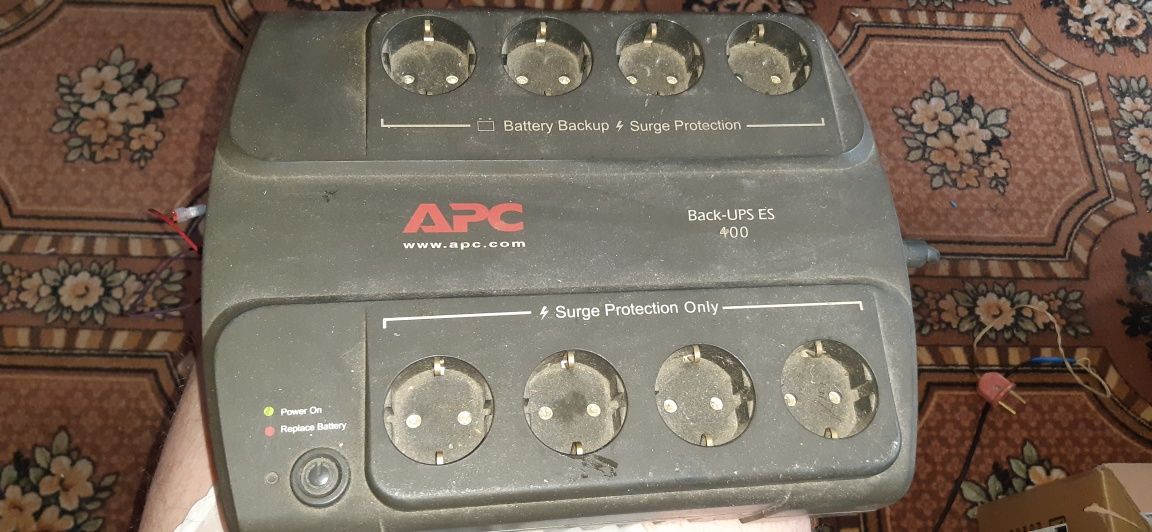 Battery Backup Surge Protection
APC
www.apc.com
Back-UPS ES
400
Surge Protection Only
Power On
Replace Battery